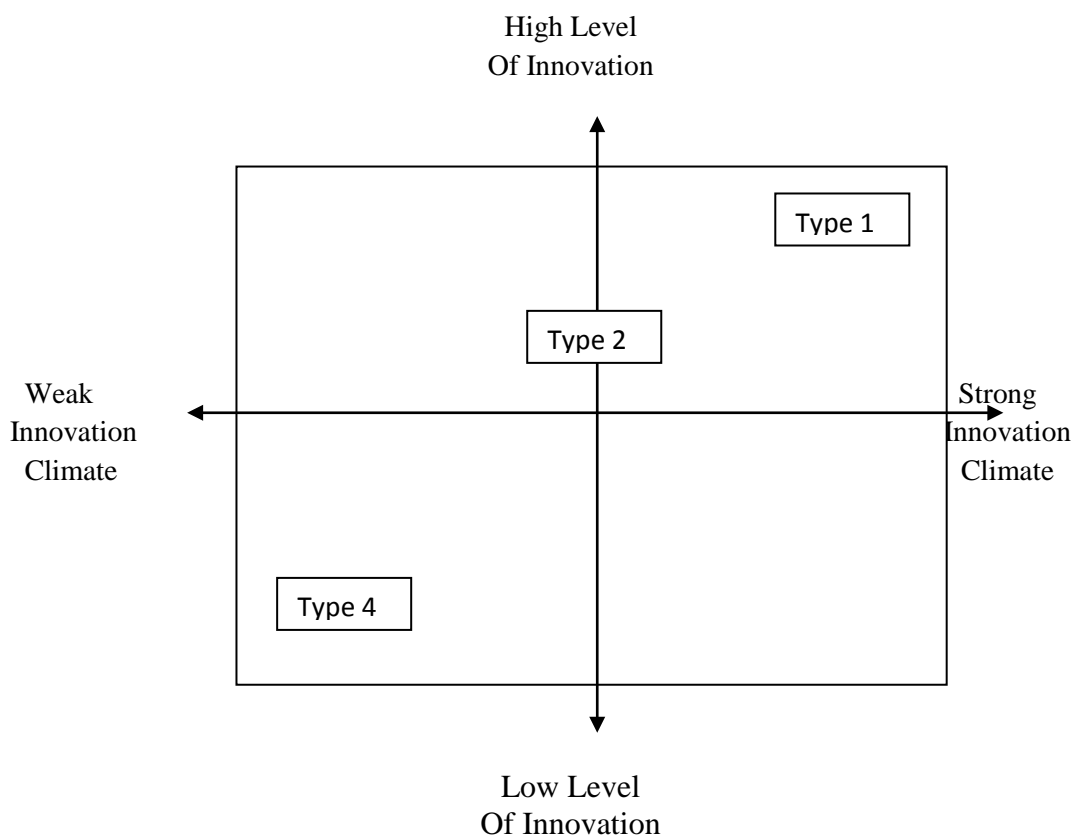 High Level
Of Innovation
Type 1
Type 2
Weak
Innovation
Climate
Strong
Innovation
Climate
Type 4
Low Level
Of Innovation